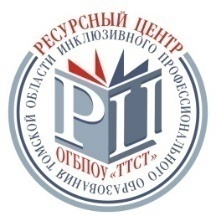 РЕСУРСНЫЙ ЦЕНТР
ИНКЛЮЗИВНОГО ПРОФЕССИОНАЛЬНОГО ОБРАЗОВАНИЯ ТОМСКОЙ ОБЛАСТИ
РЦ
ОГБПОУ «ТТСТ»